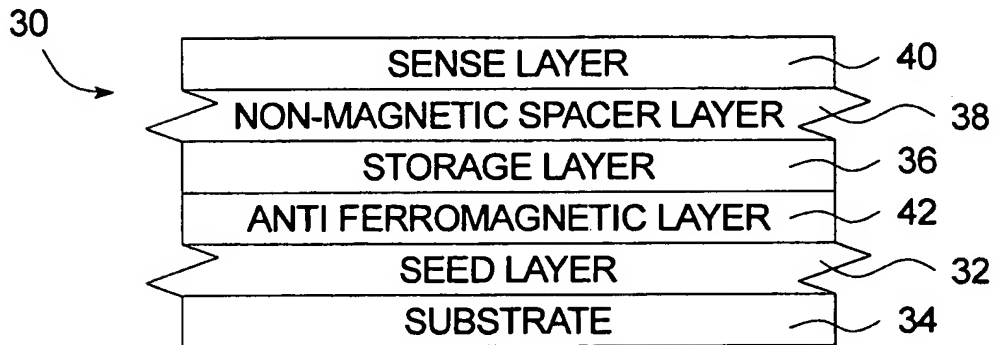 30
SENSE LAYER 40
NON-MAGNETIC SPACER LAYER 38
STORAGE LAYER 36
ANTI FERROMAGNETIC LAYER 42
SEED LAYER 32
SUBSTRATE 34